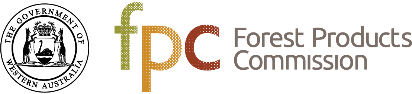 THE GOVERNMENT OF
WESTERN AUSTRALIA
fpc
Forest Products
Commission